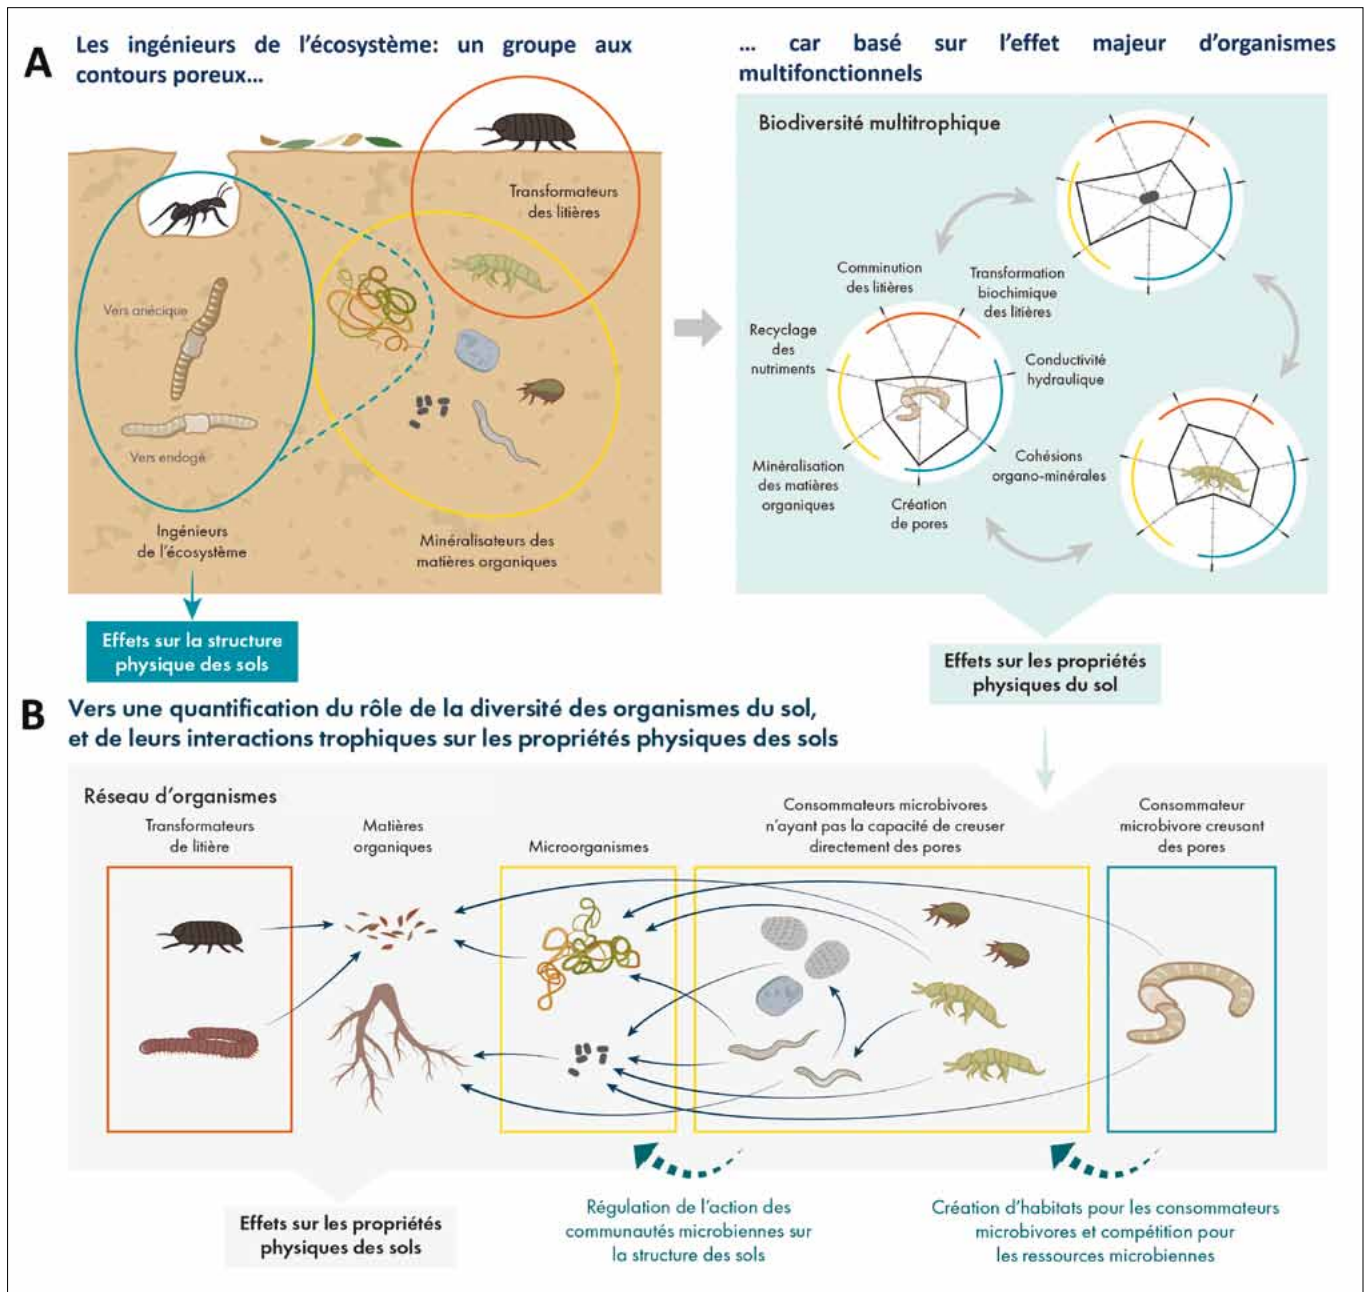 A
Les ingénieurs de l'écosystème: un groupe aux
contours poreux...
... car basé sur l'effet majeur d'organismes
multifonctionnels
Transformateurs
des litières
Vers anécique
Vers endogé
Ingénieurs
de l'écosystème
Minéralisateurs des
matières organiques
Effets sur la structure
physique des sols
Biodiversité multitrophique
Comminution
des litières
Transformation
biochimique
des litières
Recyclage
des
nutriments
Conductivité
hydraulique
Minéralisation
des matières
organiques
Cohésions
organo-minérales
Création
de pores
Effets sur les propriétés
physiques du sol
B
Vers une quantification du rôle de la diversité des organismes du sol,
et de leurs interactions trophiques sur les propriétés physiques des sols
Réseau d'organismes
Transformateurs
de litière
Matières
organiques
Microorganismes
Consommateurs microbivores
n'ayant pas la capacité de creuser
directement des pores
Consommateur
microbivore creusant
des pores
Effets sur les propriétés
physiques des sols
Régulation de l'action des
communautés microbiennes sur
la structure des sols
Création d'habitats pour les consommateurs
microbivores et compétition pour
les ressources microbiennes